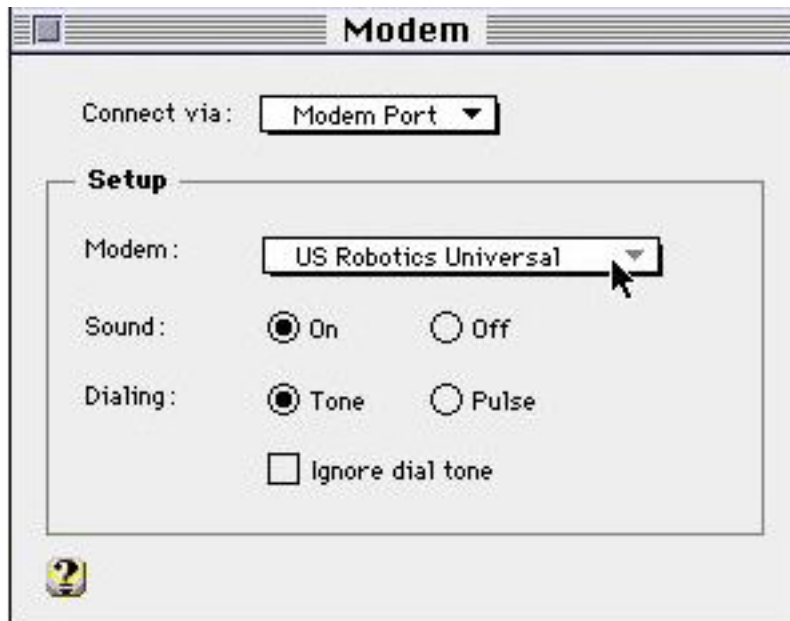 Modem
Connect via: Modem Port
Setup
Modem: US Robotics Universal
Sound: On Off
Dialing: Tone Pulse
Ignore dial tone
?